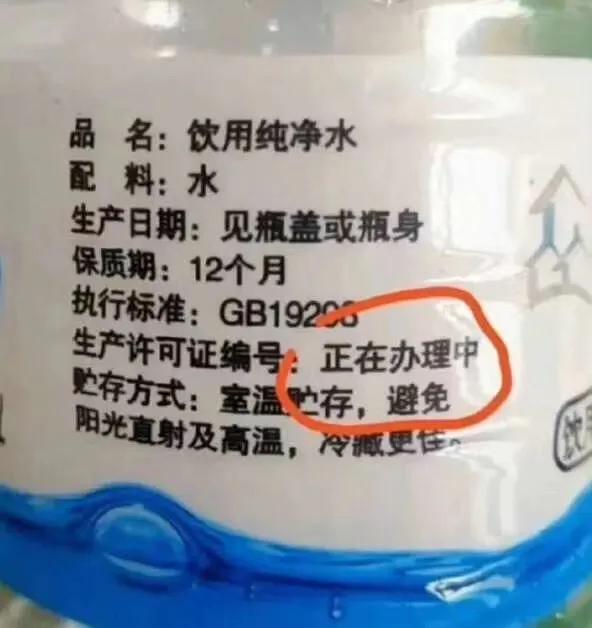 品 名：饮用纯净水
配 料：水
生产日期：见瓶盖或瓶身
保质期：12个月
执行标准：GB19298
生产许可证编号：正在办理中
贮存方式：室温贮存，避免
阳光直射及高温，冷藏更佳。
饮用